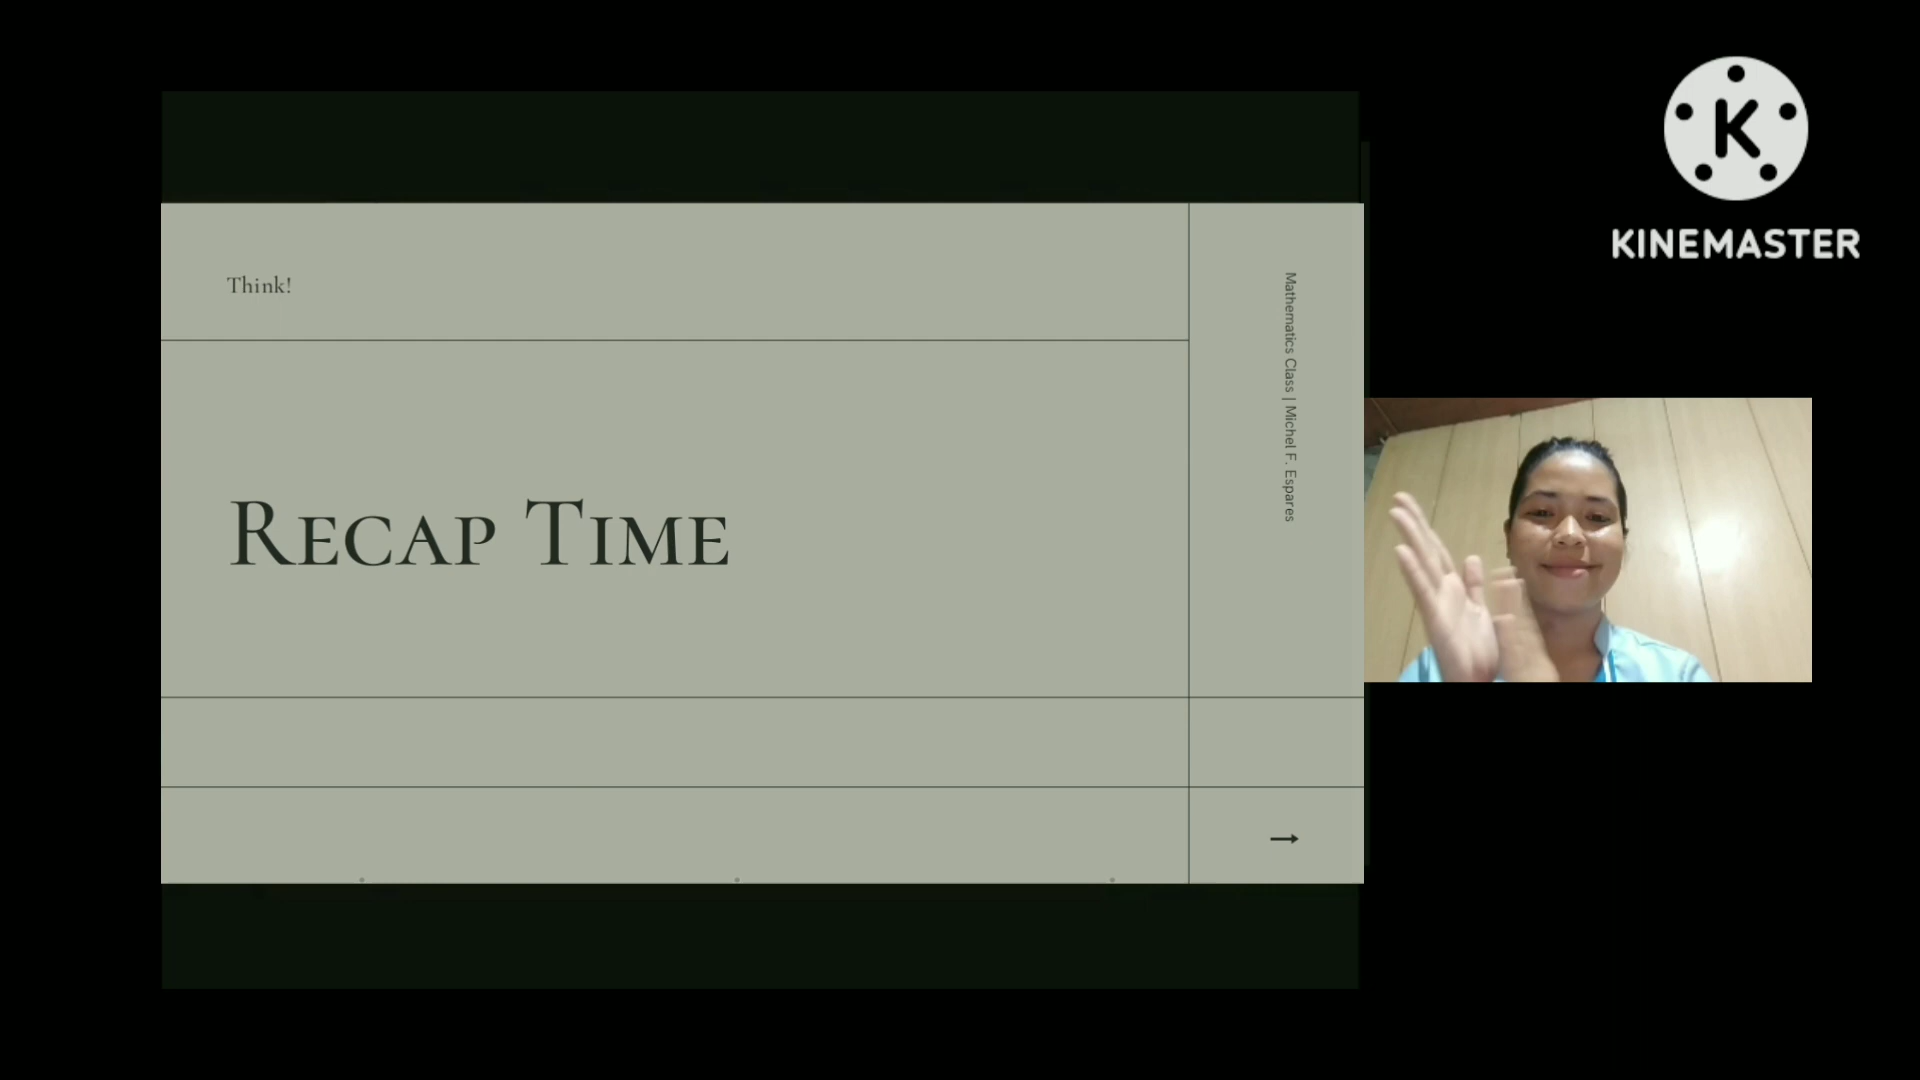 Think!
RECAP TIME
Mathematics Class | Michel F. Espares
K
KINEMASTER